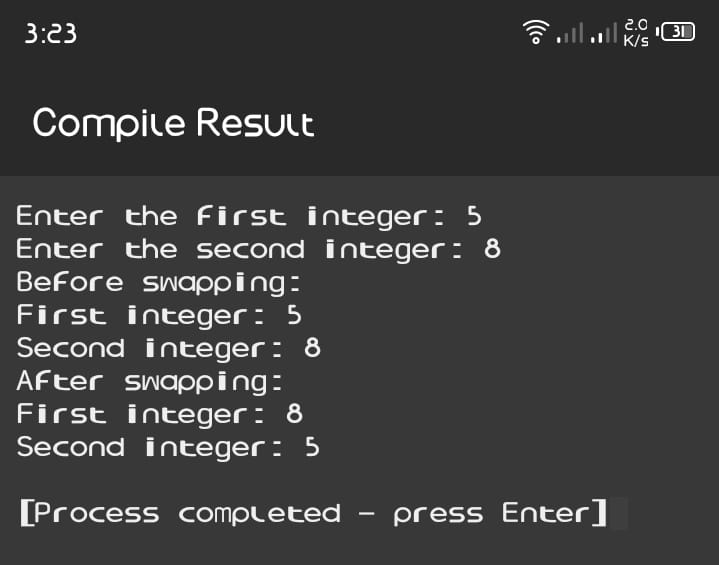 3:23
2.0
K/s
31
Compile Result
Enter the first integer: 5
Enter the second integer: 8
Before swapping:
First integer: 5
Second integer: 8
After swapping:
First integer: 8
Second integer: 5
[Process completed - press Enter]